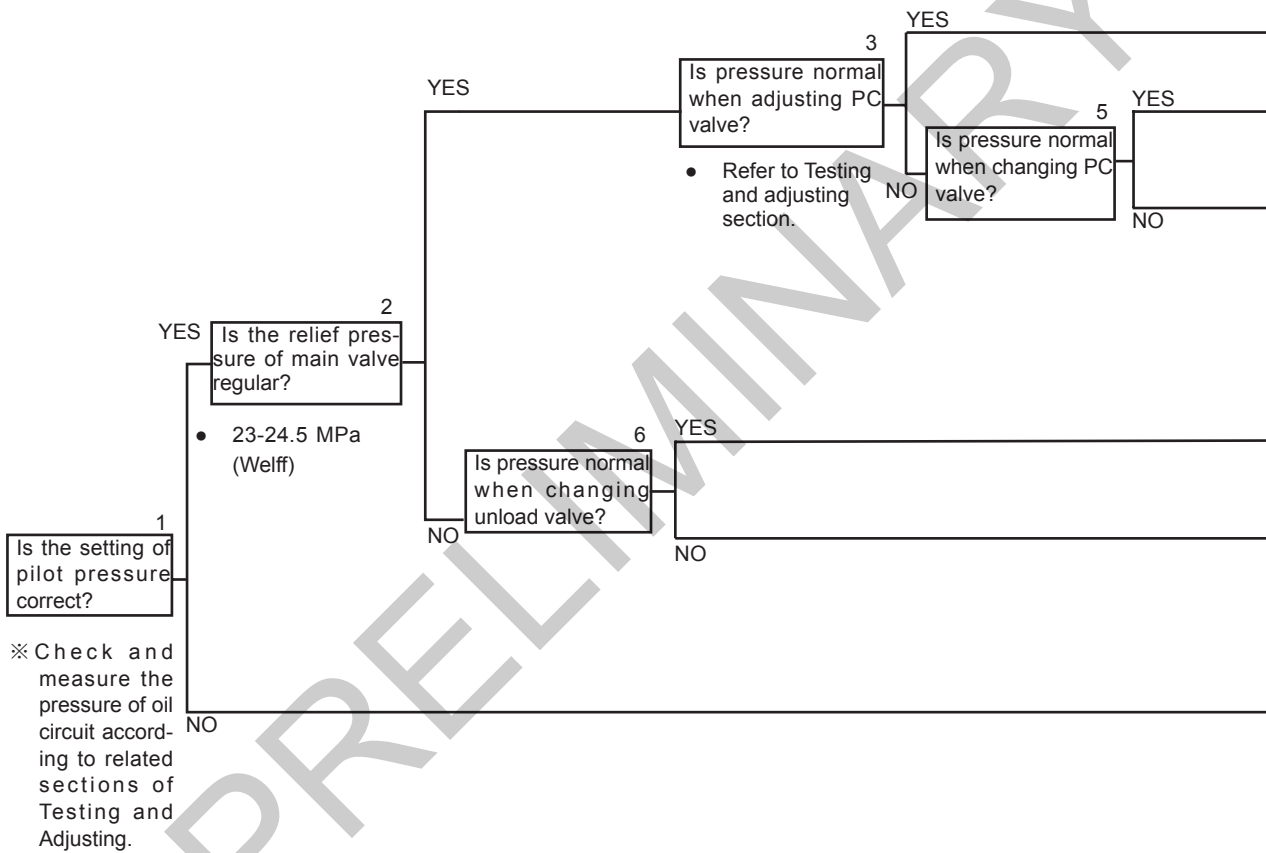 YES
3
Is pressure normal
when adjusting PC
valve?
YES
5
Is pressure normal
when changing PC
valve?
YES
NO
NO
● Refer to Testing
and adjusting
section.
2
YES
Is the relief pres-
sure of main valve
regular?
● 23-24.5 MPa
(Welff)
6
YES
Is pressure normal
when changing
unload valve?
NO
NO
1
Is the setting of
pilot pressure
correct?
※ Check and
measure the
pressure of oil
circuit accord-
ing to related
sections of
Testing and
Adjusting.
NO
PRELIMINARY